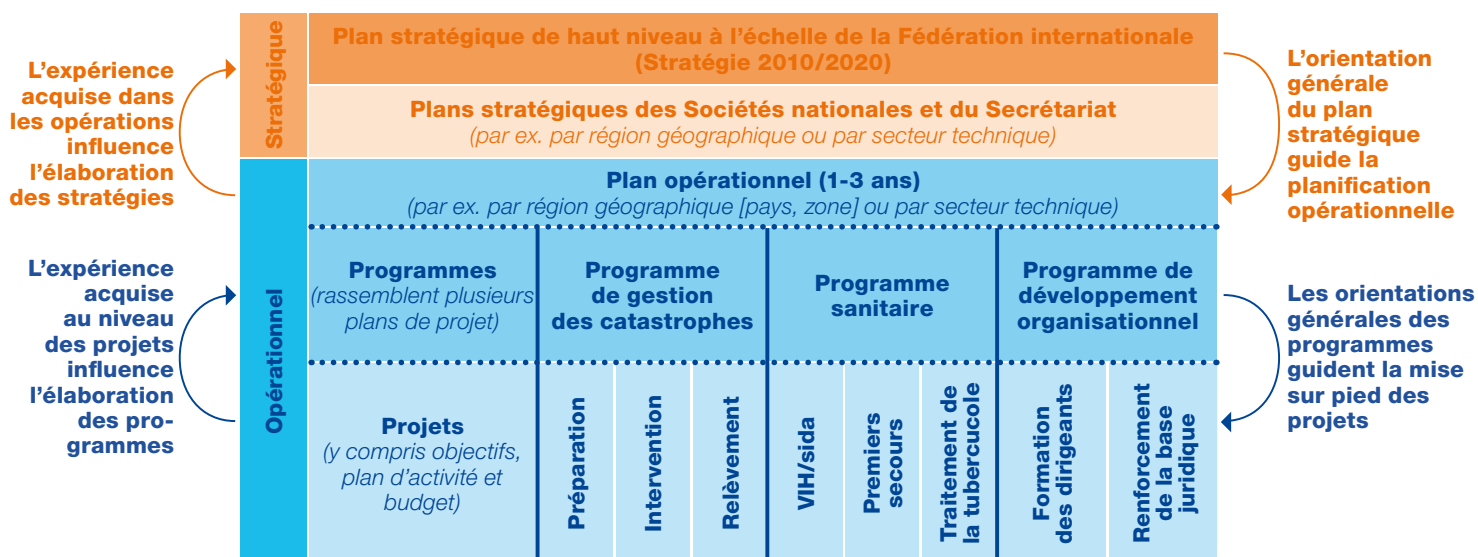 L'expérience
acquise dans
les opérations
influence
l'élaboration
des stratégies
L'expérience
acquise
au niveau
des projets
influence
l'élaboration
des pro-
grammes
Stratégique
Plan stratégique de haut niveau à l'échelle de la Fédération internationale
(Stratégie 2010/2020)
Plans stratégiques des Sociétés nationales et du Secrétariat
(par ex. par région géographique ou par secteur technique)
Opérationnel
Plan opérationnel (1-3 ans)
(par ex. par région géographique [pays, zone] ou par secteur technique)
Programmes
(rassemblent plusieurs
plans de projet)
Programme
de gestion
des catastrophes
Programme
sanitaire
Programme de
développement
organisationnel
Projets
(y compris objectifs,
plan d'activité et
budget)
Préparation
Intervention
Relèvement
VIH/sida
Premiers
secours
Traitement de
la tubercucole
Formation
des dirigeants
Renforcement
de la base
juridique
L'orientation
générale
du plan
stratégique
guide la
planification
opérationnelle
Les orientations
générales des
programmes
guident la mise
sur pied des
projets